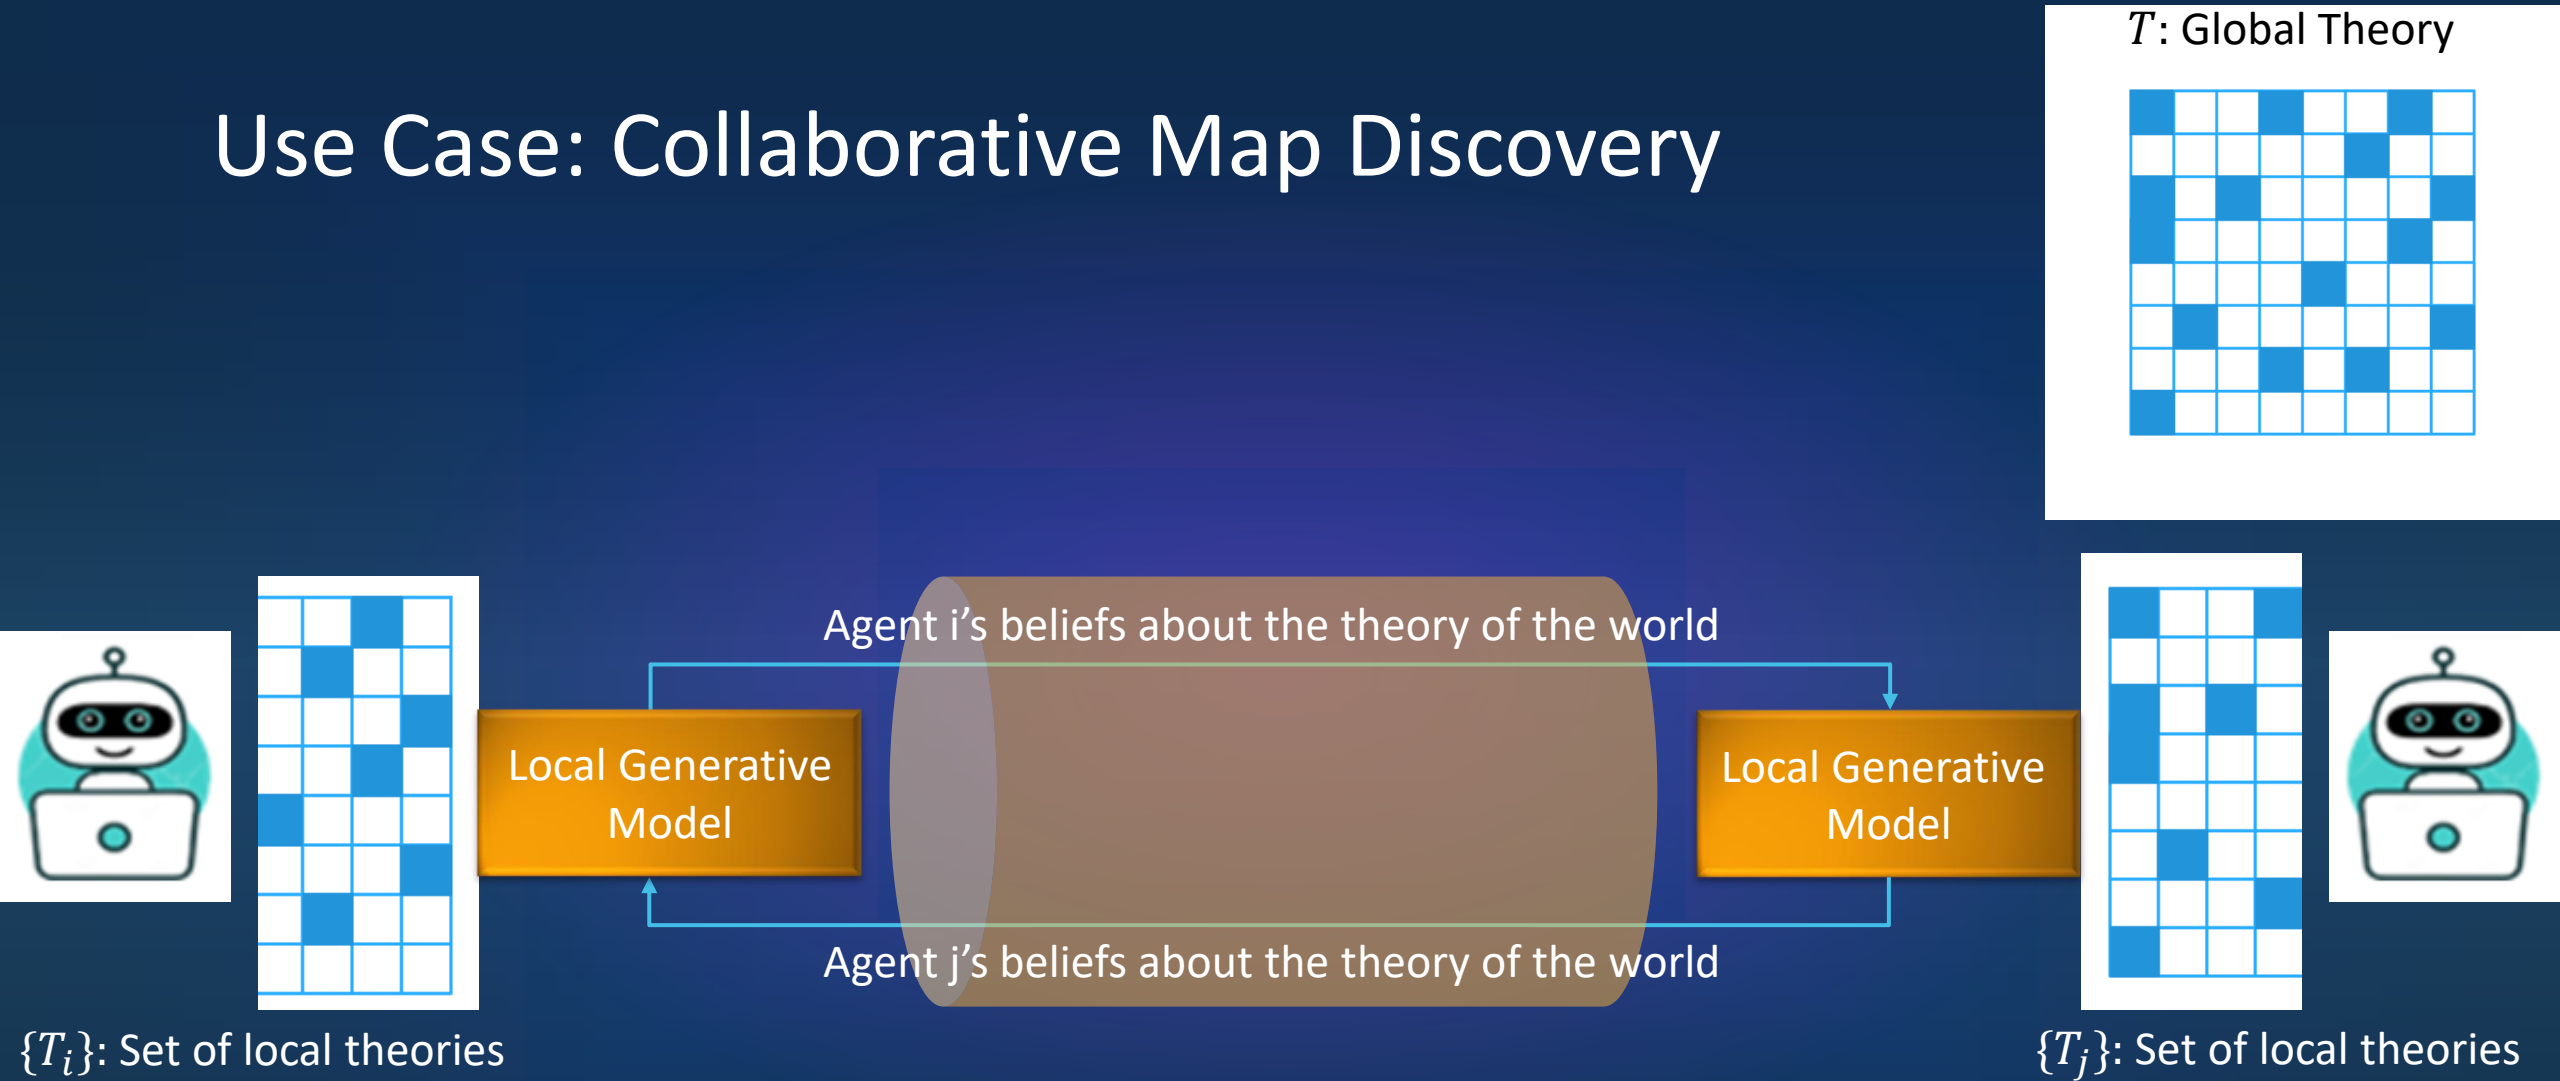 T: Global Theory
Use Case: Collaborative Map Discovery
Agent i’s beliefs about the theory of the world
Local Generative
Model
Local Generative
Model
Agent j’s beliefs about the theory of the world
{Tᵢ}: Set of local theories
{Tⱼ}: Set of local theories